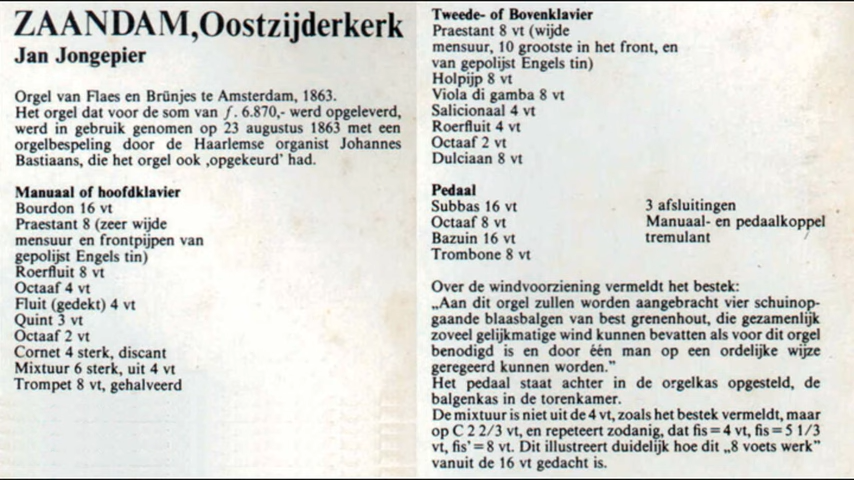 ZAANDAM,Oostzijderkerk
Jan Jongepier
Orgel van Flaes en Brünjes te Amsterdam, 1863.
Het orgel dat voor de som van ƒ. 6.870,- werd opgeleverd,
werd in gebruik genomen op 23 augustus 1863 met een
orgelbespeling door de Haarlemse organist Johannes
Bastiaans, die het orgel ook ‚opgekeurd’ had.
Manuaal of hoofdklavier
Bourdon 16 vt
Praestant 8 (zeer wijde
mensuur en frontpijpen van
gepolijst Engels tin)
Roerfluit 8 vt
Octaaf 4 vt
Fluit (gedekt) 4 vt
Quint 3 vt
Octaaf 2 vt
Cornet 4 sterk, discant
Mixtuur 6 sterk, uit 4 vt
Trompet 8 vt, gehalveerd
Tweede- of Bovenklavier
Praestant 8 vt (wijde
mensuur, 10 grootste in het front, en
van gepolijst Engels tin)
Holpijp 8 vt
Viola di gamba 8 vt
Salicionaal 4 vt
Roerfluit 4 vt
Octaaf 2 vt
Dulciaan 8 vt
Pedaal
Subbas 16 vt
Octaaf 8 vt
Bazuin 16 vt
Trombone 8 vt
3 afsluitingen
Manuaal- en pedaalkoppel
tremulant
Over de windvoorziening vermeldt het bestek:
„Aan dit orgel zullen worden aangebracht vier schuinop-
gaande blaasbalgen van best grenenhout, die gezamenlijk
zoveel gelijkmatige wind kunnen bevatten als voor dit orgel
benodigd is en door één man op een ordelijke wijze
geregeerd kunnen worden.”
Het pedaal staat achter in de orgelkas opgesteld, de
balgenkas in de torenkamer.
De mixtuur is niet uit de 4 vt, zoals het bestek vermeldt, maar
op C 2 2/3 vt, en repeteert zodanig, dat fis = 4 vt, fis = 5 1/3
vt, fis’ = 8 vt. Dit illustreert duidelijk hoe dit „8 voets werk”
vanuit de 16 vt gedacht is.